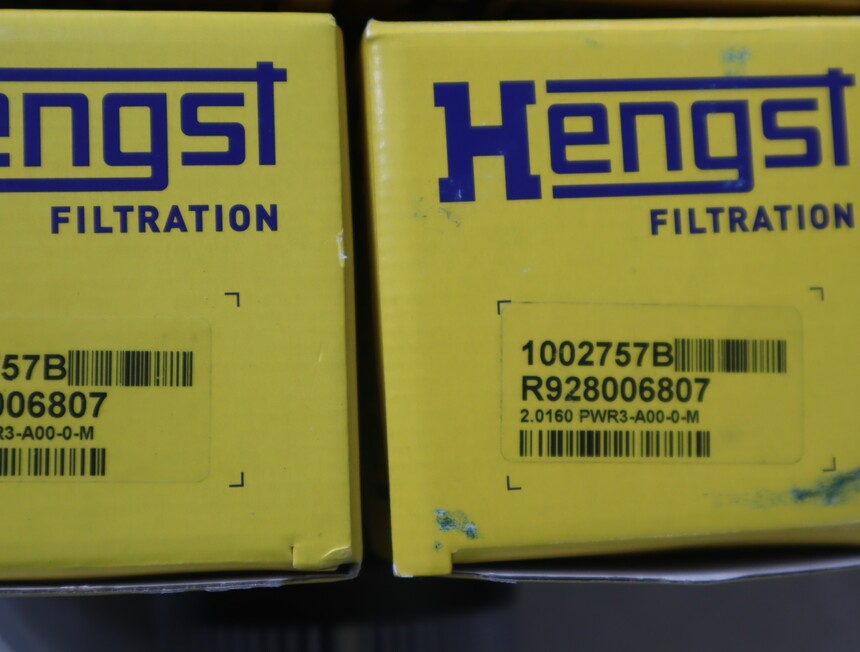 engst
FILTRATION
57B
006807
R3-A00-0-M
Hengst
FILTRATION
1002757B
R928006807
2.0160 PWR3-A00-0-M